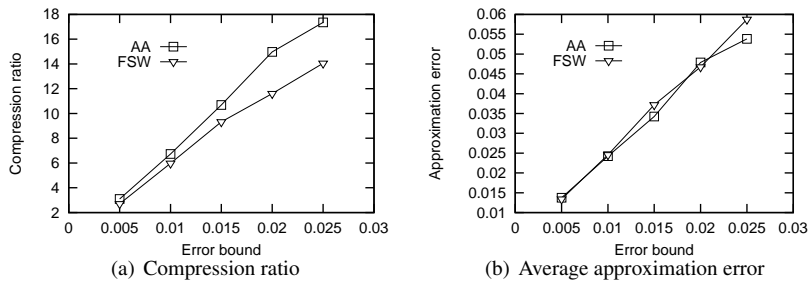 18
16
14
12
10
8
6
4
2
Compression ratio
AA
FSW
0 0.005 0.01 0.015 0.02 0.025 0.03
Error bound
(a) Compression ratio
0.06
0.055
0.05
0.045
0.04
0.035
0.03
0.025
0.02
0.015
0.01
Approximation error
AA
FSW
0 0.005 0.01 0.015 0.02 0.025 0.03
Error bound
(b) Average approximation error